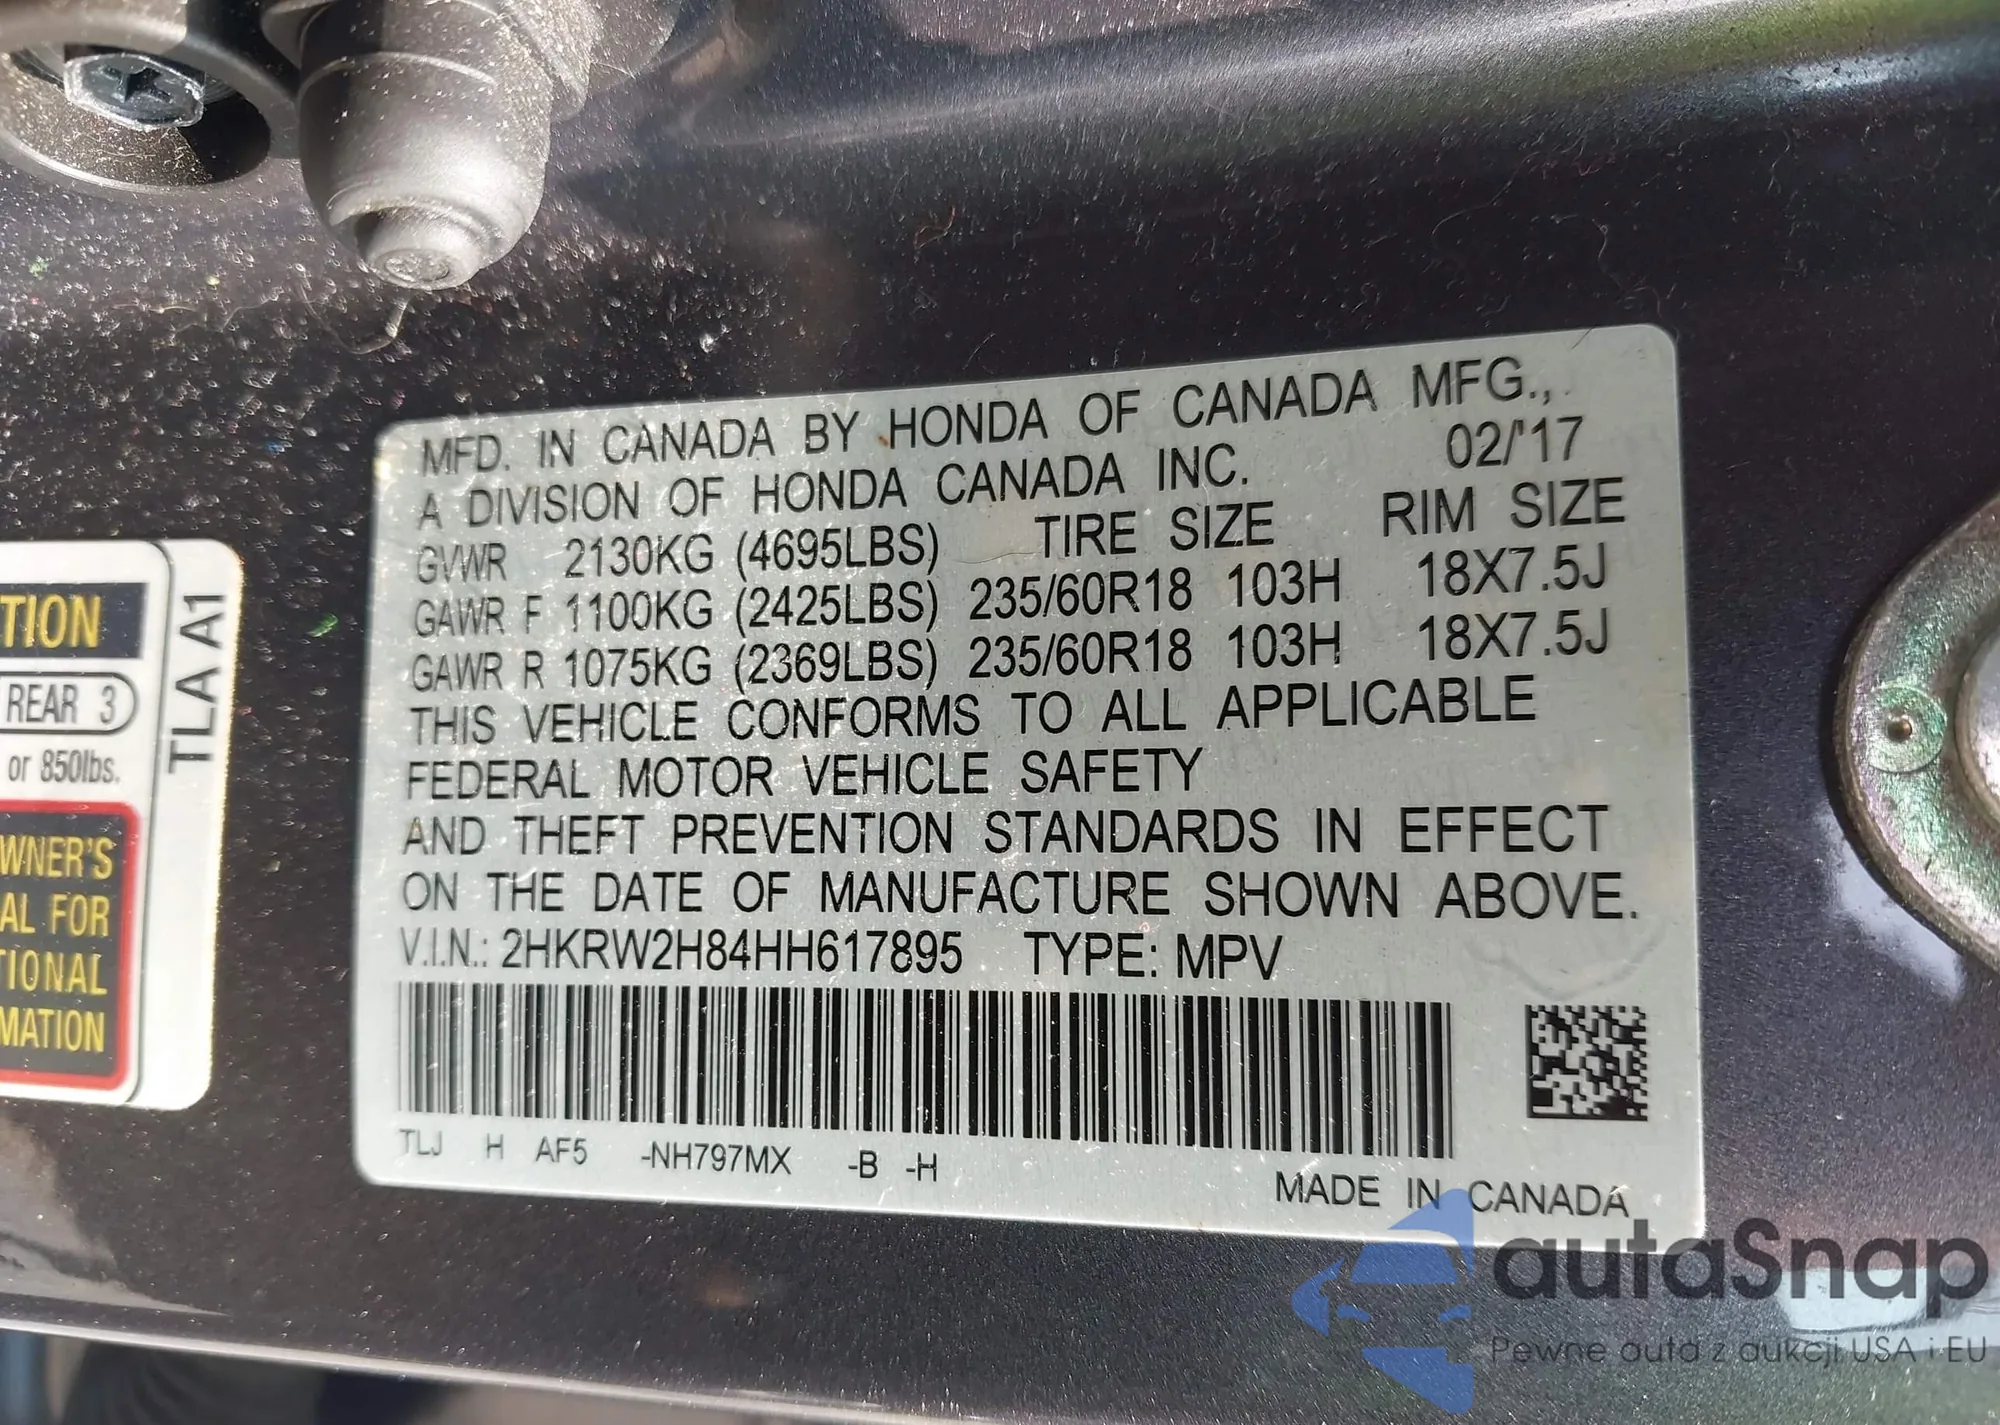 MFD. IN CANADA BY HONDA OF CANADA MFG.,
A DIVISION OF HONDA CANADA INC. 02/'17
GVWR 2130KG (4695LBS) TIRE SIZE RIM SIZE
GAWR F 1100KG (2425LBS) 235/60R18 103H 18X7.5J
GAWR R 1075KG (2369LBS) 235/60R18 103H 18X7.5J
THIS VEHICLE CONFORMS TO ALL APPLICABLE
FEDERAL MOTOR VEHICLE SAFETY
AND THEFT PREVENTION STANDARDS IN EFFECT
ON THE DATE OF MANUFACTURE SHOWN ABOVE.
V.I.N.: 2HKRW2H84HH617895 TYPE: MPV
TLJ H AF5 -NH797MX -B -H
MADE IN CANADA
TION
REAR 3
or 850lbs.
WNER'S
AL FOR
TIONAL
MATION
TLA A1
autaSnap
Pewne auta z aukcji USA i EU